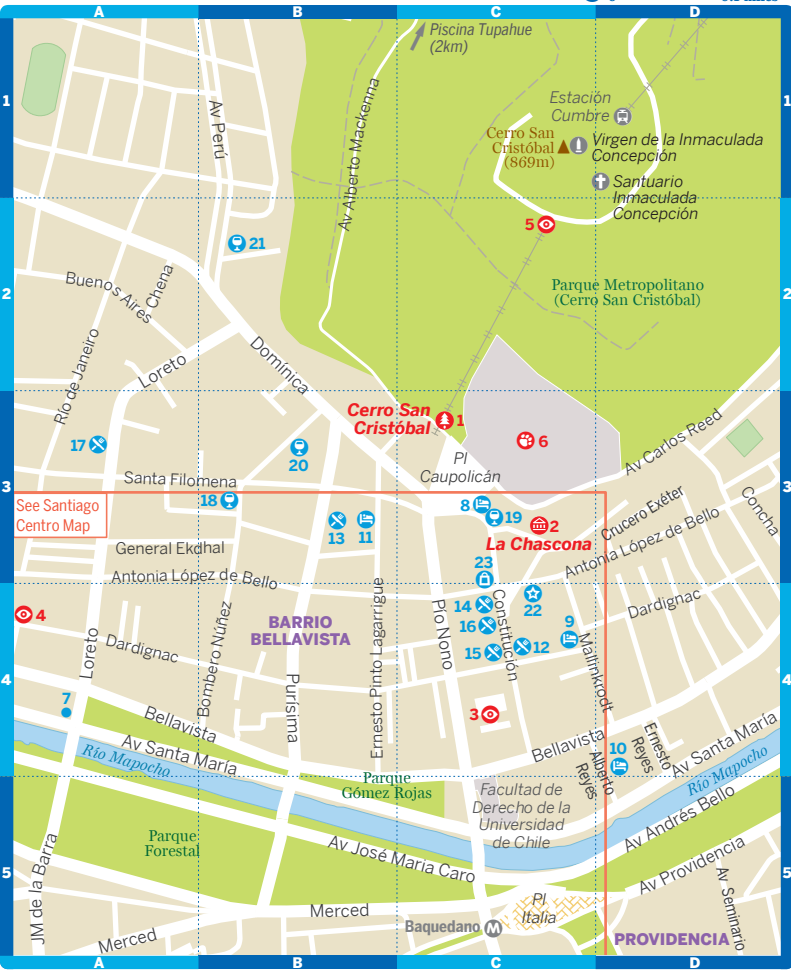 A
B
C
D
1
1
Piscina Tupahue
(2km)
Av Perú
Av Alberto Mackenna
Estación
Cumbre
Cerro San
Cristóbal
(869m)
Virgen de la Inmaculada
Concepción
Santuario
Inmaculada
Concepción
5
21
2
2
Buenos Aires
Chena
Parque Metropolitano
(Cerro San Cristóbal)
Río de Janeiro
Loreto
Domínica
Cerro San
Cristóbal
1
6
17
20
Pl
Caupolicán
Av Carlos Reed
3
3
Santa Filomena
See Santiago
Centro Map
18
13
11
8
19
2
La Chascona
Crucero Exéter
Concha
General Ekdhal
Antonia López de Bello
Antonia López de Bello
23
22
4
BARRIO
BELLAVISTA
14
16
15
12
9
Constitución
Dardignac
Dardignac
Loreto
Bombero Núñez
Purísima
Ernesto Pinto Lagarrigue
Pío Nono
Mallinkrodt
4
4
7
3
Bellavista
Bellavista
Av Santa María
Río Mapocho
Alberto
Reyes
10
Ernesto
Reyes
Av Santa María
Río Mapocho
Parque
Gómez Rojas
Facultad de
Derecho de la
Universidad
de Chile
Av Andrés Bello
Parque
Forestal
Av José Maria Caro
5
5
JM de la Barra
Av Providencia
Av Seminario
Merced
Merced
Pl
Italia
Baquedano
M
PROVIDENCIA
A
B
C
D